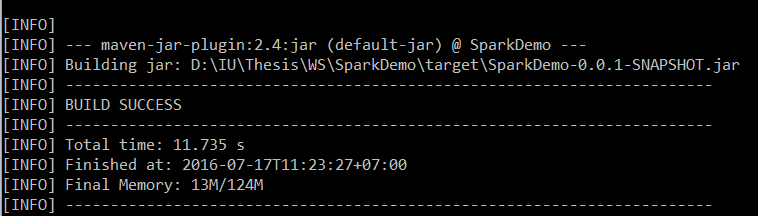 [INFO]
[INFO] --- maven-jar-plugin:2.4:jar (default-jar) @ SparkDemo ---
[INFO] Building jar: D:\IU\Thesis\WS\SparkDemo\target\SparkDemo-0.0.1-SNAPSHOT.jar
[INFO] ------------------------------------------------------------------------
[INFO] BUILD SUCCESS
[INFO] ------------------------------------------------------------------------
[INFO] Total time: 11.735 s
[INFO] Finished at: 2016-07-17T11:23:27+07:00
[INFO] Final Memory: 13M/124M
[INFO] ------------------------------------------------------------------------